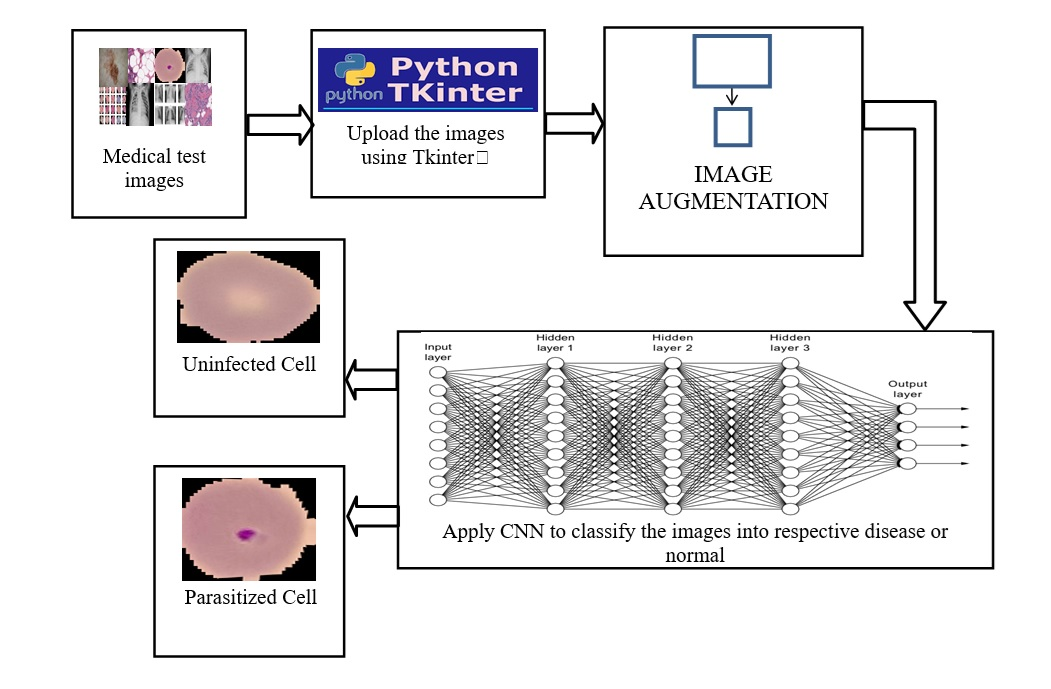 Medical test
images
Python
TKinter
python
Upload the images
using Tkinter□
IMAGE
AUGMENTATION
Uninfected Cell
Parasitized Cell
Input
layer
Hidden
layer 1
Hidden
layer 2
Hidden
layer 3
Output
layer
Apply CNN to classify the images into respective disease or
normal